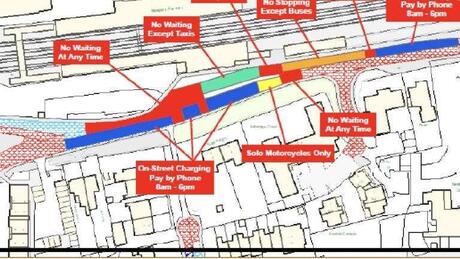 No Stopping
Except Buses
Pay by Phone
8am - 6pm
No Waiting
Except Taxis
No Waiting
At Any Time
No Waiting
At Any Time
Solo Motorcycles Only
On-Street Charging
Pay by Phone
8am - 6pm